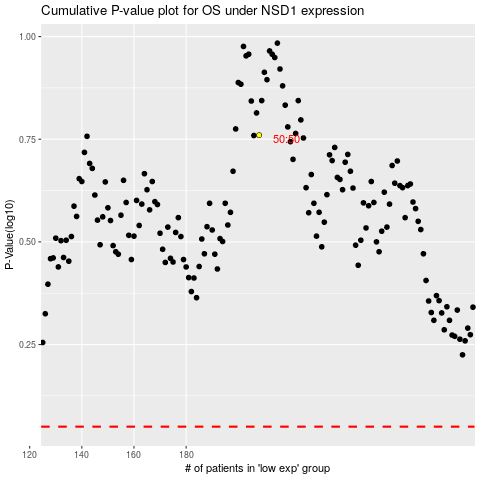 Cumulative P-value plot for OS under NSD1 expression
1.00
0.75
0.50
0.25
P-Value(log10)
50:50
120 140 160 180
# of patients in 'low exp' group